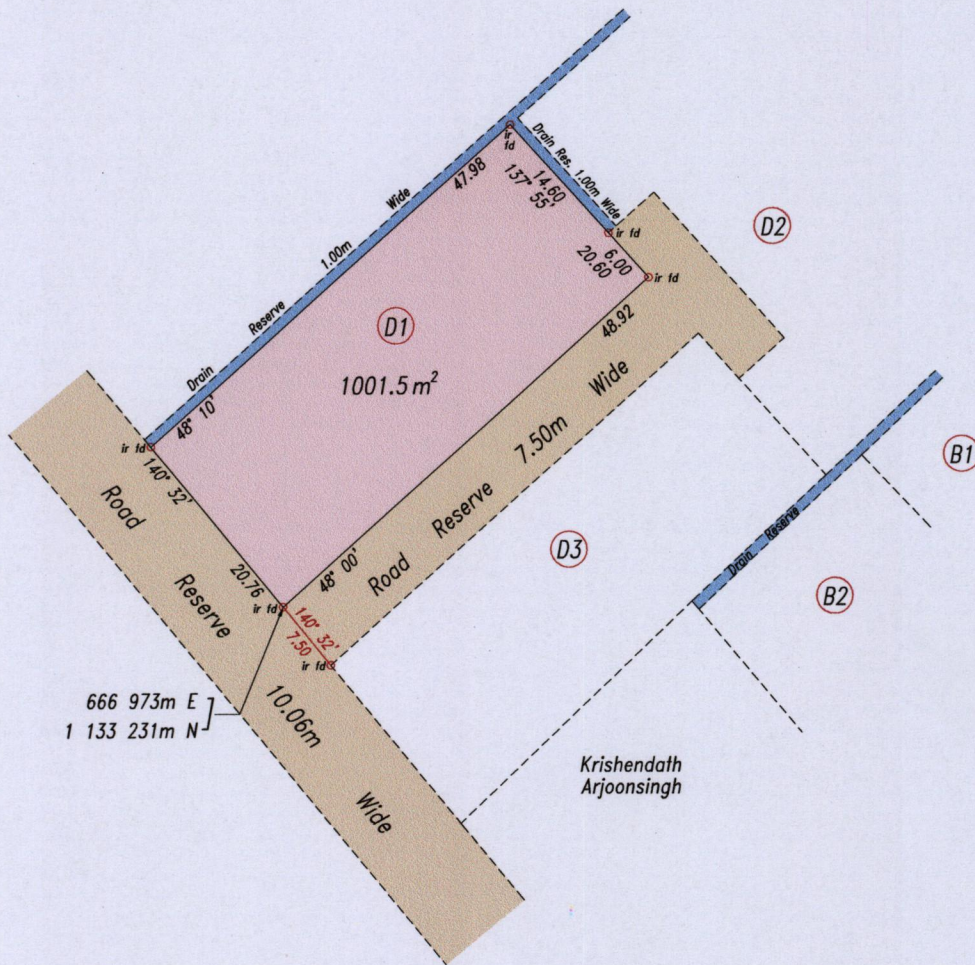 Drain Reserve 1.00m Wide
47.98
48° 10'
ir fd
Drain Res. 1.00m Wide
14.60
137° 55'
ir fd
6.00
20.60
ir fd
D2
D1
1001.5 m²
48.92
48° 00'
ir fd
140° 32'
20.76
ir fd
Road Reserve 7.50m Wide
B1
D3
Drain Reserve
B2
140° 32'
7.50
ir fd
Road Reserve 10.06m Wide
666 973m E
1 133 231m N
Krishendath
Arjoonsingh